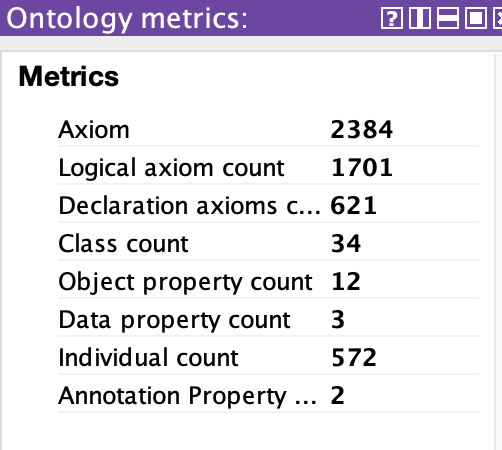 Ontology metrics:
Metrics
Axiom 2384
Logical axiom count 1701
Declaration axioms c... 621
Class count 34
Object property count 12
Data property count 3
Individual count 572
Annotation Property ... 2